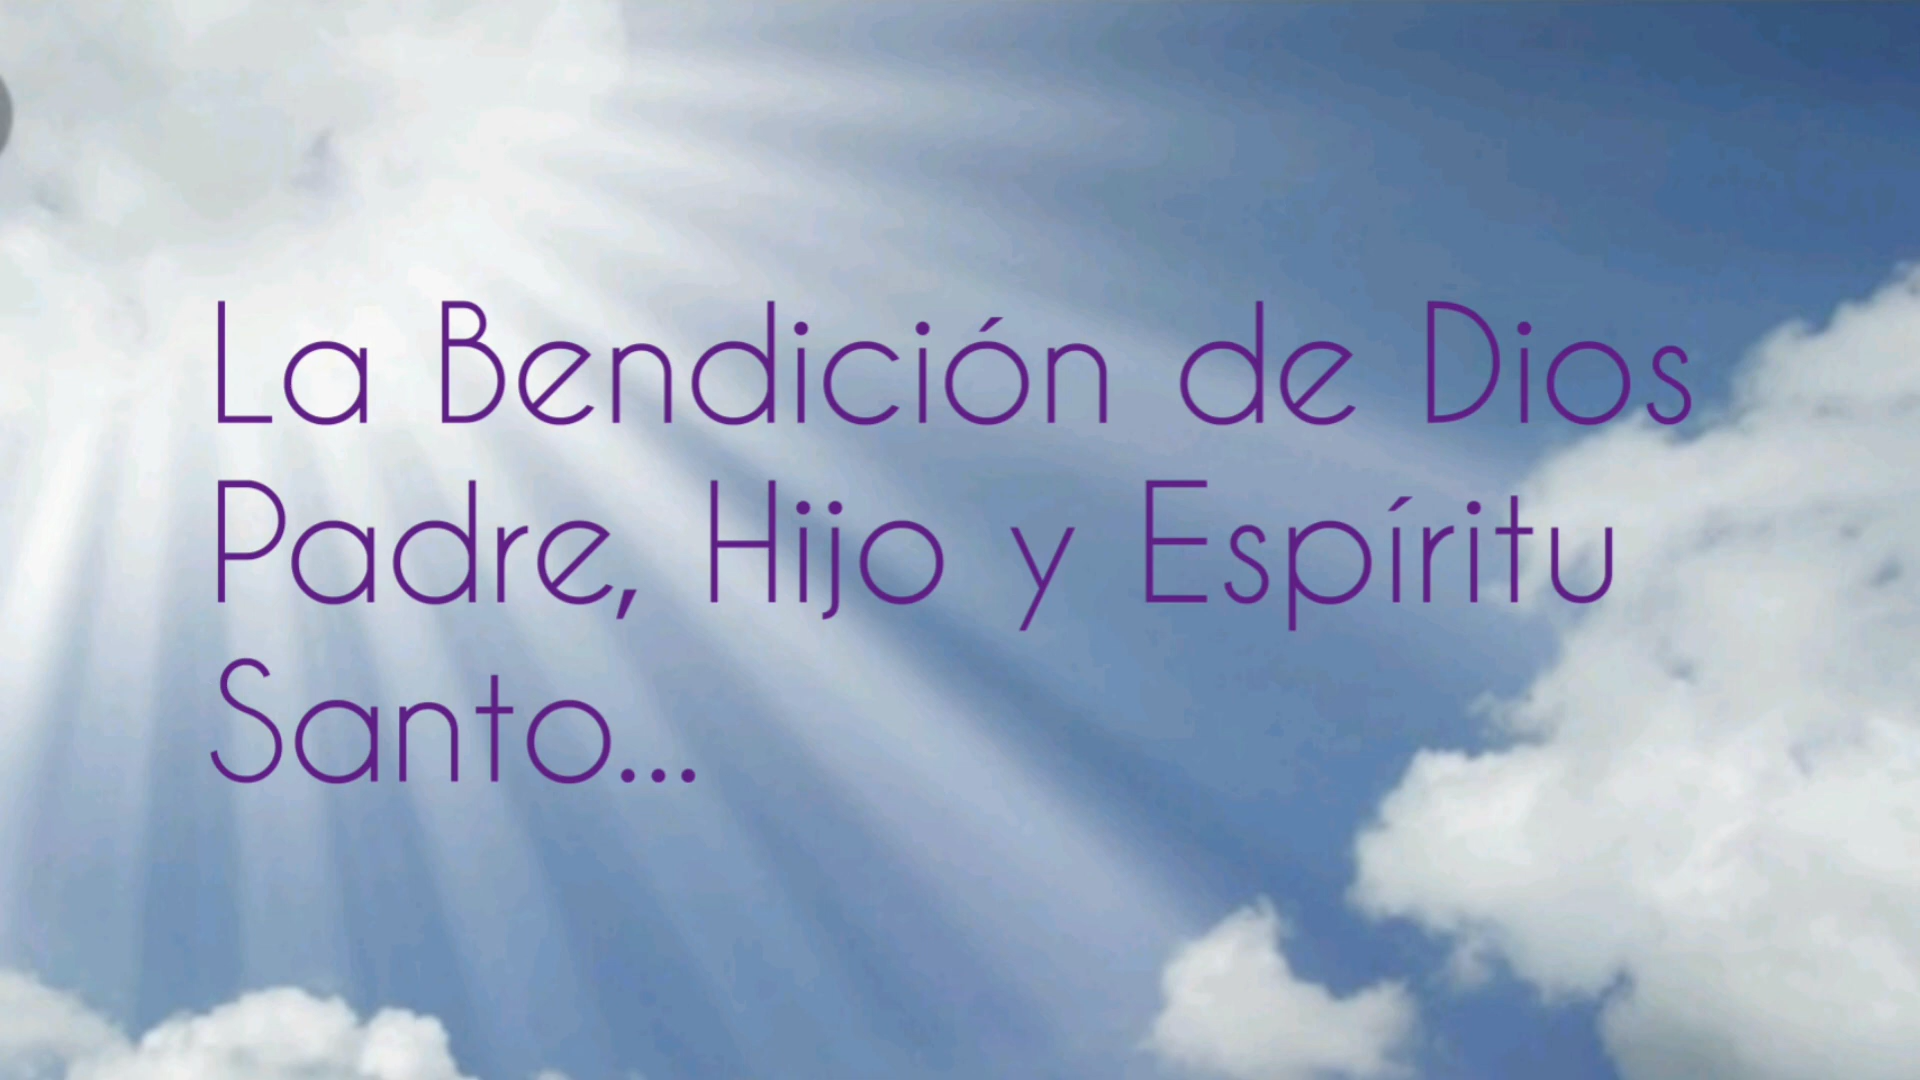 La Bendición de Dios
Padre, Hijo y Espíritu
Santo...